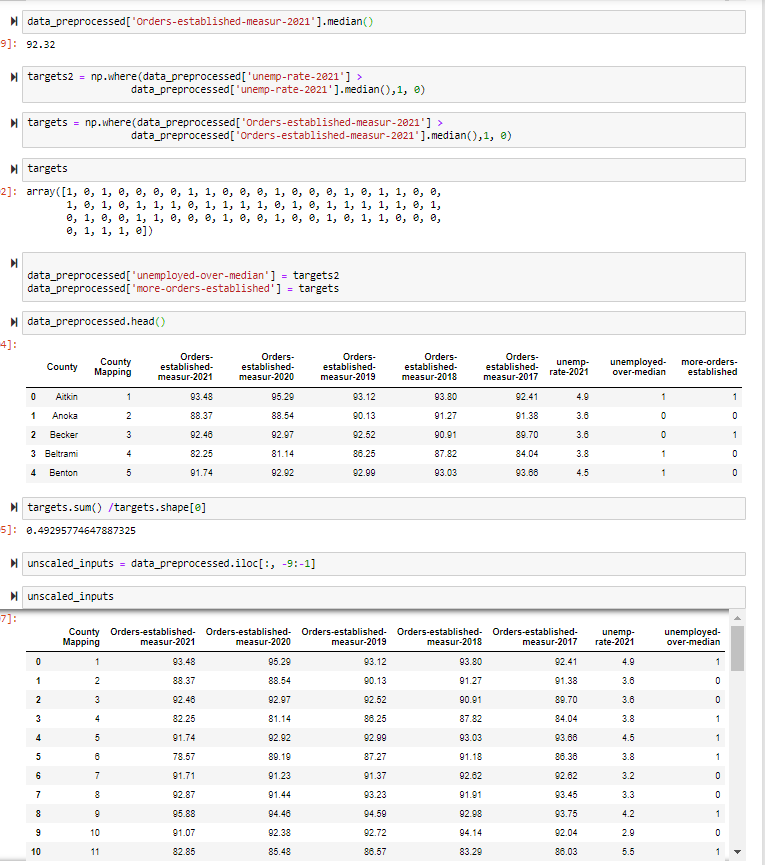 data_preprocessed['Orders-established-measur-2021'].median()
9]: 92.32
targets2 = np.where(data_preprocessed['unemp-rate-2021'] >
data_preprocessed['unemp-rate-2021'].median(),1, 0)
targets = np.where(data_preprocessed['Orders-established-measur-2021'] >
data_preprocessed['Orders-established-measur-2021'].median(),1, 0)
targets
2]: array([1, 0, 1, 0, 0, 0, 0, 1, 1, 0, 0, 0, 1, 0, 0, 0, 1, 0, 1, 1, 0, 0,
1, 0, 1, 0, 1, 1, 1, 0, 1, 1, 1, 1, 0, 1, 0, 1, 1, 1, 1, 1, 0, 1,
0, 1, 0, 0, 1, 1, 0, 0, 0, 1, 0, 0, 1, 0, 0, 1, 0, 1, 1, 0, 0, 0,
0, 1, 1, 1, 0])
data_preprocessed['unemployed-over-median'] = targets2
data_preprocessed['more-orders-established'] = targets
data_preprocessed.head()
4]:
County County Mapping Orders-established-measur-2021 Orders-established-measur-2020 Orders-established-measur-2019 Orders-established-measur-2018 Orders-established-measur-2017 unemp-rate-2021 unemployed-over-median more-orders-established
0 Aitkin 1 93.48 95.29 93.12 93.80 92.41 4.9 1 1
1 Anoka 2 88.37 88.54 90.13 91.27 91.38 3.6 0 0
2 Becker 3 92.46 92.97 92.52 90.91 89.70 3.6 0 1
3 Beltrami 4 82.25 81.14 86.25 87.82 84.04 3.8 1 0
4 Benton 5 91.74 92.92 92.99 93.03 93.66 4.5 1 0
targets.sum() /targets.shape[0]
5]: 0.49295774647887325
unscaled_inputs = data_preprocessed.iloc[:, -9:-1]
unscaled_inputs
7]:
County Mapping Orders-established-measur-2021 Orders-established-measur-2020 Orders-established-measur-2019 Orders-established-measur-2018 Orders-established-measur-2017 unemp-rate-2021 unemployed-over-median
0 1 93.48 95.29 93.12 93.80 92.41 4.9 1
1 2 88.37 88.54 90.13 91.27 91.38 3.6 0
2 3 92.46 92.97 92.52 90.91 89.70 3.6 0
3 4 82.25 81.14 86.25 87.82 84.04 3.8 1
4 5 91.74 92.92 92.99 93.03 93.66 4.5 1
5 6 78.57 89.19 87.27 91.18 86.36 3.8 1
6 7 91.71 91.23 91.37 92.62 92.62 3.2 0
7 8 92.87 91.44 93.23 91.91 93.45 3.3 0
8 9 95.88 94.46 94.59 92.98 93.75 4.2 1
9 10 91.07 92.38 92.72 94.14 92.04 2.9 0
10 11 82.85 85.48 86.57 83.29 86.03 5.5 1